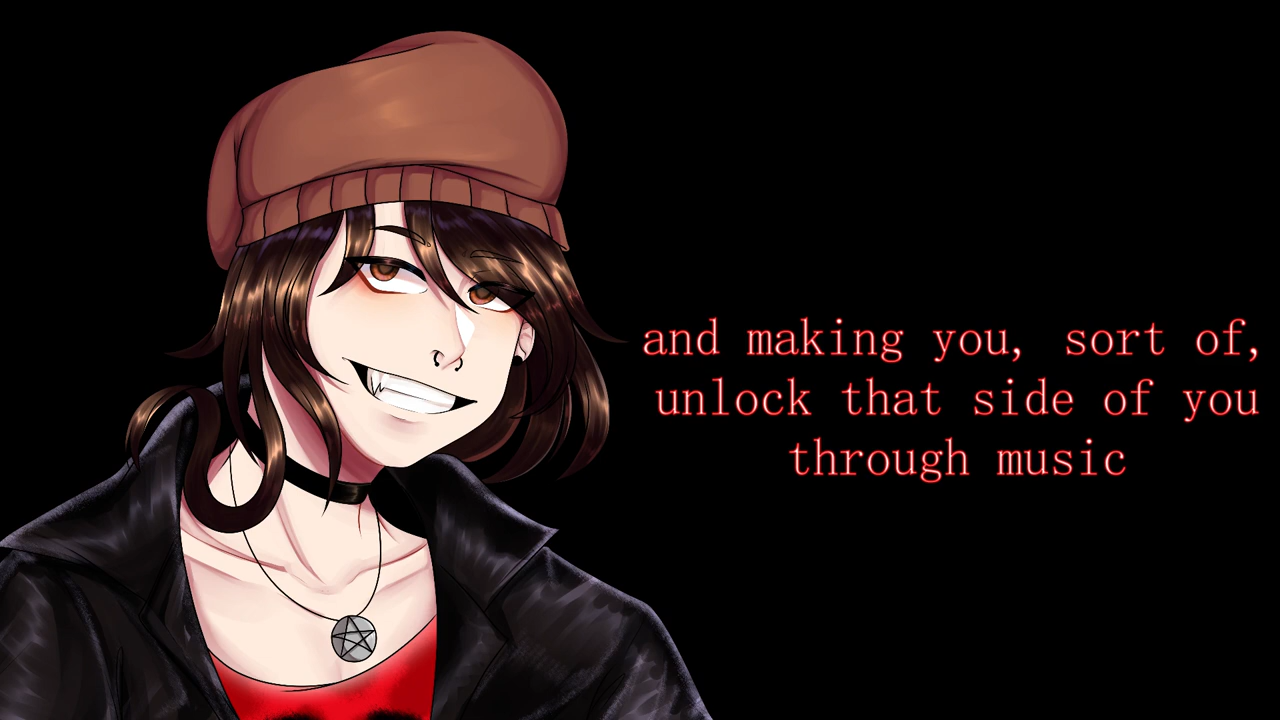 and making you, sort of,
unlock that side of you
through music